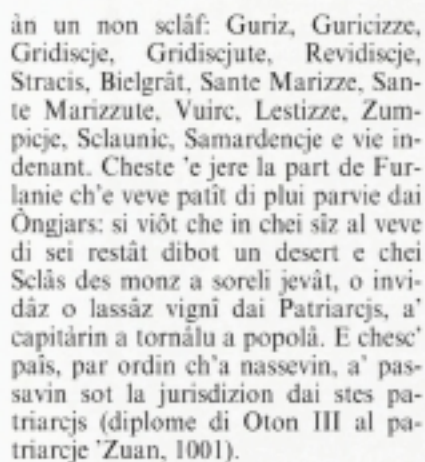 àn un non sclâf: Guriz, Guricizze,
Gridiscje, Gridiscjute, Revidiscje,
Stracis, Bielgrât, Sante Marizze, San-
te Marizzute, Vuirc, Lestizze, Zum-
picje, Sclaunic, Samardencje e vie in-
denant. Cheste 'e jere la part de Fur-
lanie ch'e veve patît di plui parvie dai
Òngjars: si viôt che in chei sîz al veve
di sei restât dibot un desert e chei
Sclâs des monz a soreli jevât, o invi-
dâz o lassâz vignî dai Patriarcjs, a'
capitàrin a tornâlu a popolâ. E chesc'
paîs, par ordin ch'a nassevin, a' pas-
savin sot la jurisdizion dai stes pa-
triarcjs (diplome di Oton III al pa-
triarcje 'Zuan, 1001).